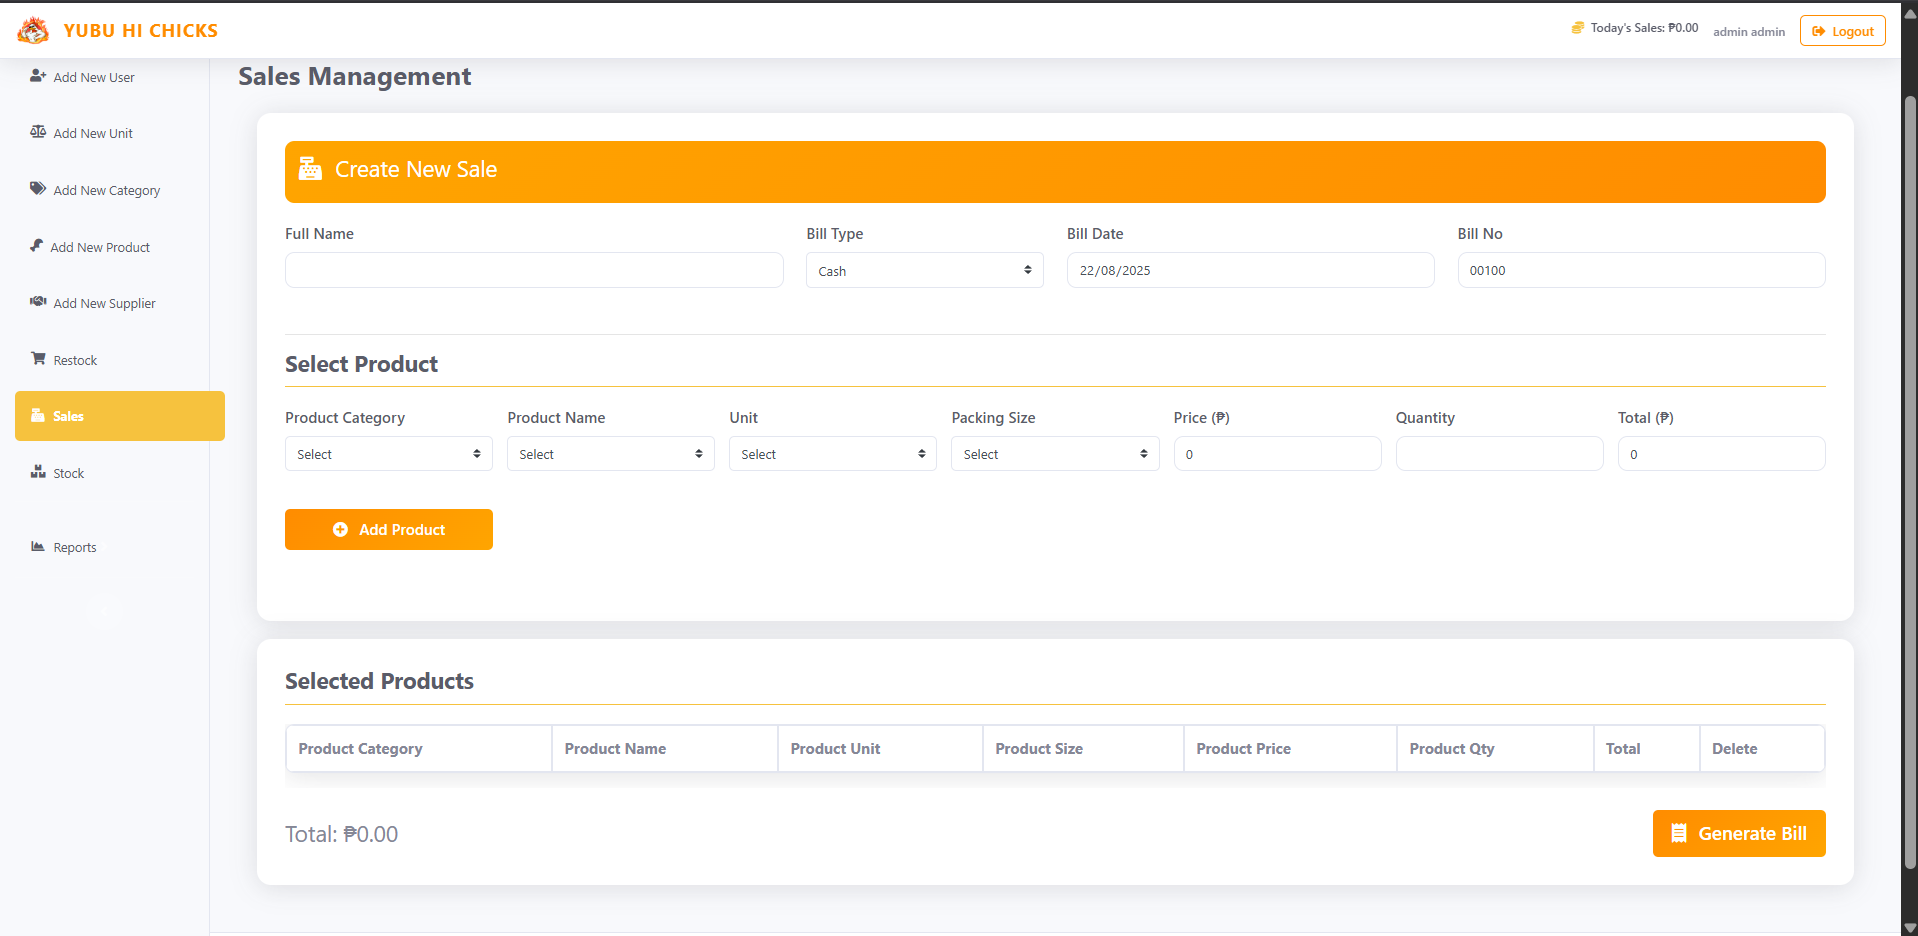 YUBU HI CHICKS
Today's Sales: ₱0.00
admin admin
Logout
Add New User
Add New Unit
Add New Category
Add New Product
Add New Supplier
Restock
Sales
Stock
Reports
Sales Management
Create New Sale
Full Name Bill Type Bill Date Bill No
Cash 22/08/2025 00100
Select Product
Product Category Product Name Unit Packing Size Price (₱) Quantity Total (₱)
Select Select Select Select 0 0
Add Product
Selected Products
Product Category Product Name Product Unit Product Size Product Price Product Qty Total Delete
Total: ₱0.00
Generate Bill